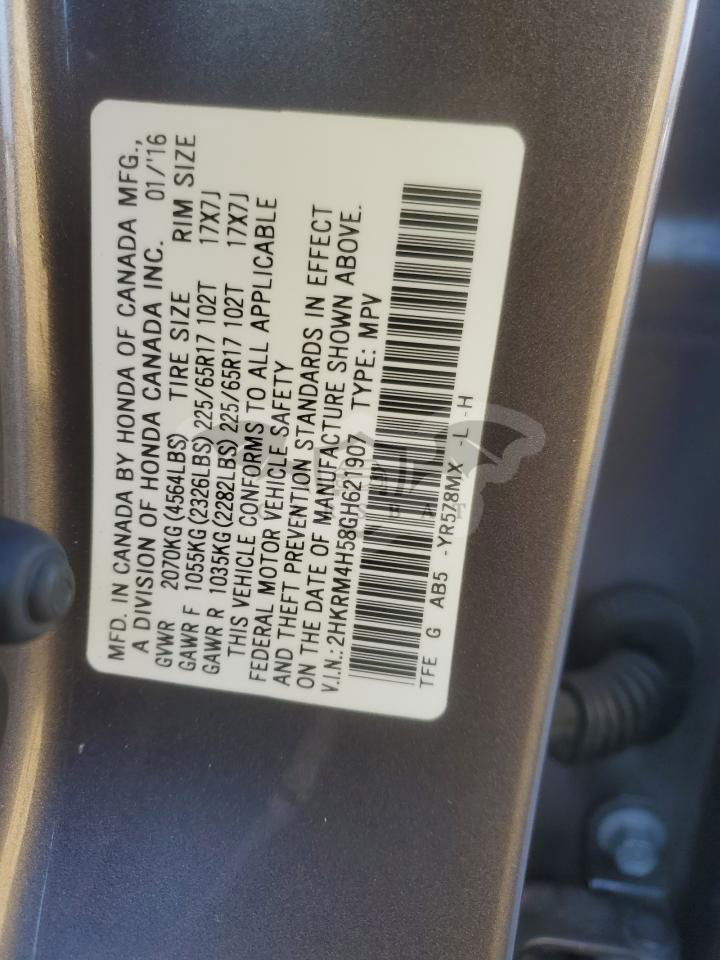 MFD. IN CANADA BY HONDA OF CANADA MFG.,
A DIVISION OF HONDA CANADA INC. 01/'16
GVWR 2070KG (4564LBS) TIRE SIZE RIM SIZE
GAWR F 1055KG (2326LBS) 225/65R17 102T 17X7J
GAWR R 1035KG (2282LBS) 225/65R17 102T 17X7J
THIS VEHICLE CONFORMS TO ALL APPLICABLE
FEDERAL MOTOR VEHICLE SAFETY
AND THEFT PREVENTION STANDARDS IN EFFECT
ON THE DATE OF MANUFACTURE SHOWN ABOVE.
V.I.N.: 2HKRM4H58GH621907 TYPE: MPV
TFE G AB5 -YR578MX -L -H